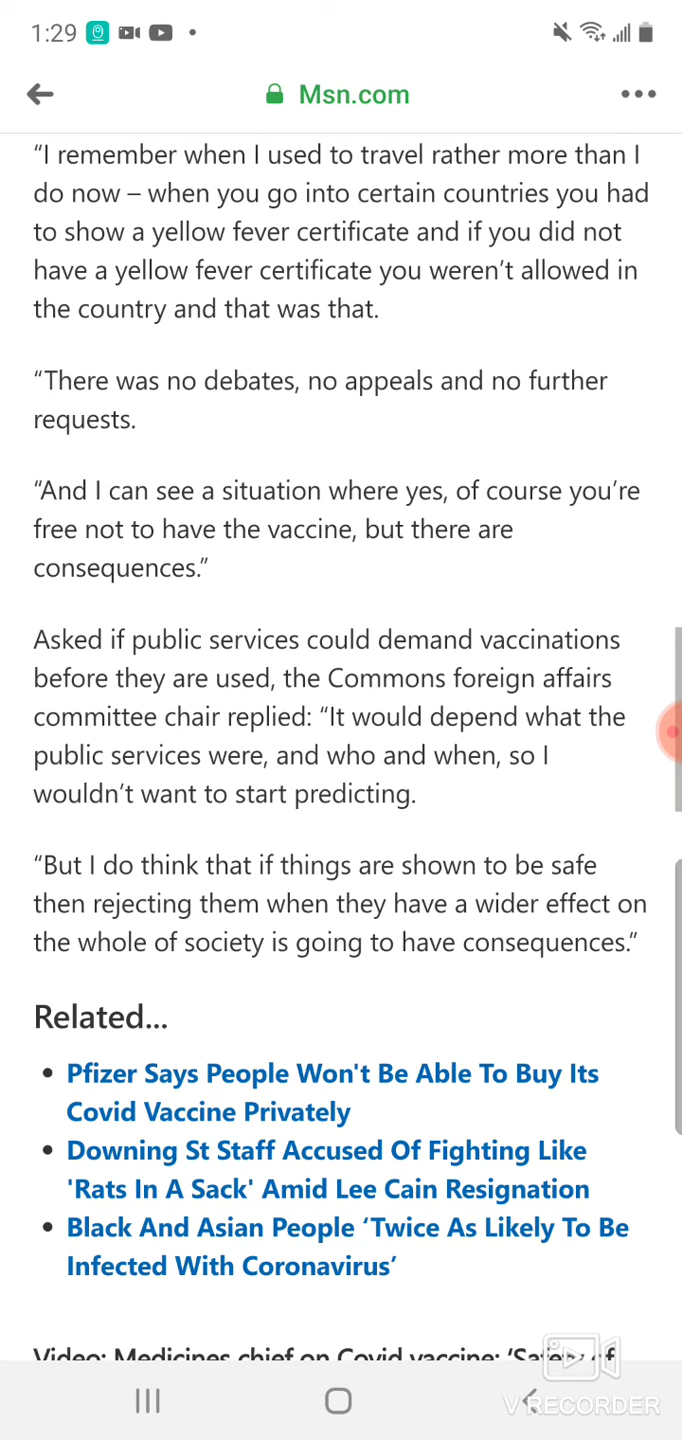 1:29
Msn.com
“I remember when I used to travel rather more than I
do now – when you go into certain countries you had
to show a yellow fever certificate and if you did not
have a yellow fever certificate you weren’t allowed in
the country and that was that.
“There was no debates, no appeals and no further
requests.
“And I can see a situation where yes, of course you’re
free not to have the vaccine, but there are
consequences.”
Asked if public services could demand vaccinations
before they are used, the Commons foreign affairs
committee chair replied: “It would depend what the
public services were, and who and when, so I
wouldn’t want to start predicting.
“But I do think that if things are shown to be safe
then rejecting them when they have a wider effect on
the whole of society is going to have consequences.”
Related...
Pfizer Says People Won't Be Able To Buy Its
Covid Vaccine Privately
Downing St Staff Accused Of Fighting Like
'Rats In A Sack' Amid Lee Cain Resignation
Black And Asian People ‘Twice As Likely To Be
Infected With Coronavirus’
Video: Medicines chief on Covid vaccine: ‘Safety of
V RECORDER